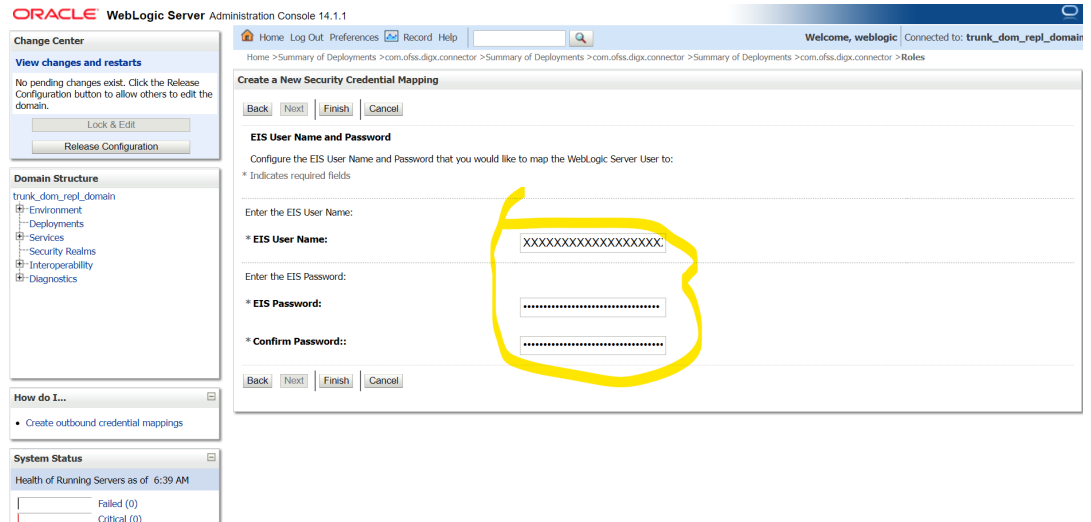 ORACLE WebLogic Server Administration Console 14.1.1
Change Center
View changes and restarts
No pending changes exist. Click the Release
Configuration button to allow others to edit the
domain.
Lock & Edit
Release Configuration
Domain Structure
trunk_dom_repl_domain
Environment
Deployments
Services
Security Realms
Interoperability
Diagnostics
How do I...
Create outbound credential mappings
System Status
Health of Running Servers as of 6:39 AM
Failed (0)
Critical (0)
Home Log Out Preferences Record Help
Welcome, weblogic Connected to: trunk_dom_repl_domain
Home >Summary of Deployments >com.ofss.digx.connector >Summary of Deployments >com.ofss.digx.connector >Summary of Deployments >com.ofss.digx.connector >Roles
Create a New Security Credential Mapping
Back Next Finish Cancel
EIS User Name and Password
Configure the EIS User Name and Password that you would like to map the WebLogic Server User to:
* Indicates required fields
Enter the EIS User Name:
* EIS User Name: XXXXXXXXXXXXXXXXXX
Enter the EIS Password:
* EIS Password: ••••••••••••••••••••••••••••••••
* Confirm Password:: ••••••••••••••••••••••••••••••••
Back Next Finish Cancel